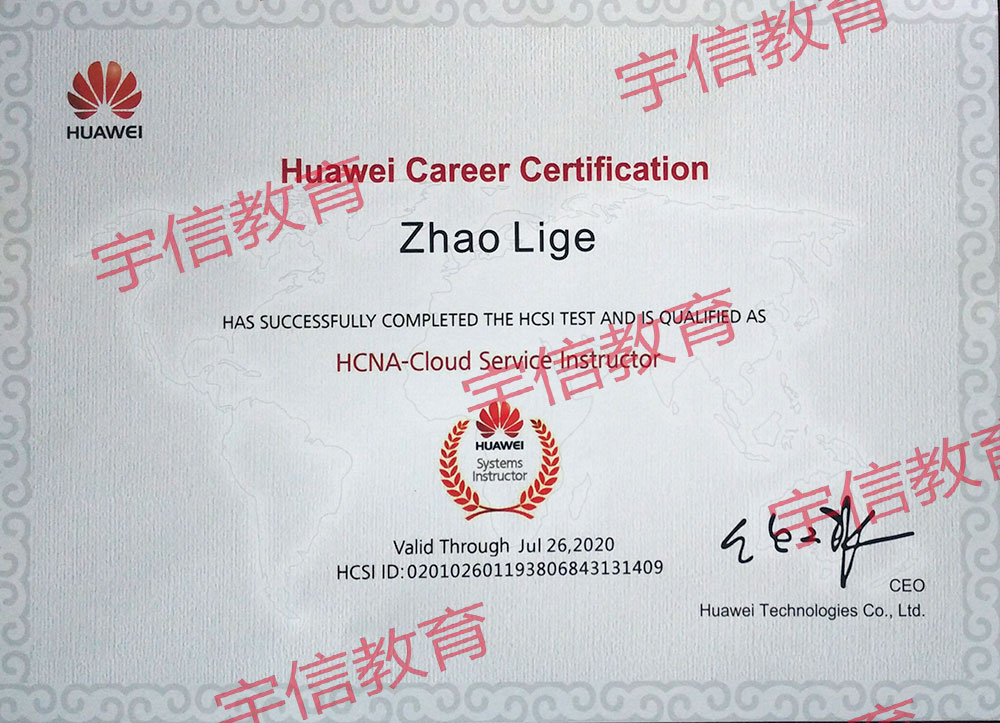 宇信教育
HUAWEI
Huawei Career Certification
宇信教育
Zhao Lige
HAS SUCCESSFULLY COMPLETED THE HCSI TEST AND IS QUALIFIED AS
宇信教育
HCNA-Cloud Service Instructor
HUAWEI
Systems
Instructor
宇信教育
Valid Through Jul 26,2020
HCSI ID:020102601193806843131409
CEO
Huawei Technologies Co., Ltd.
宇信教育